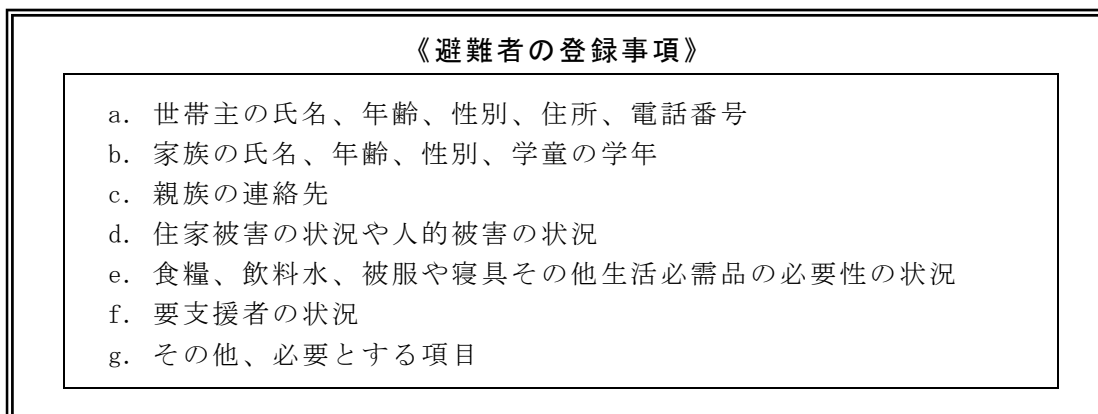 《避難者の登録事項》
a. 世帯主の氏名、年齢、性別、住所、電話番号
b. 家族の氏名、年齢、性別、学童の学年
c. 親族の連絡先
d. 住家被害の状況や人的被害の状況
e. 食糧、飲料水、被服や寝具その他生活必需品の必要性の状況
f. 要支援者の状況
g. その他、必要とする項目